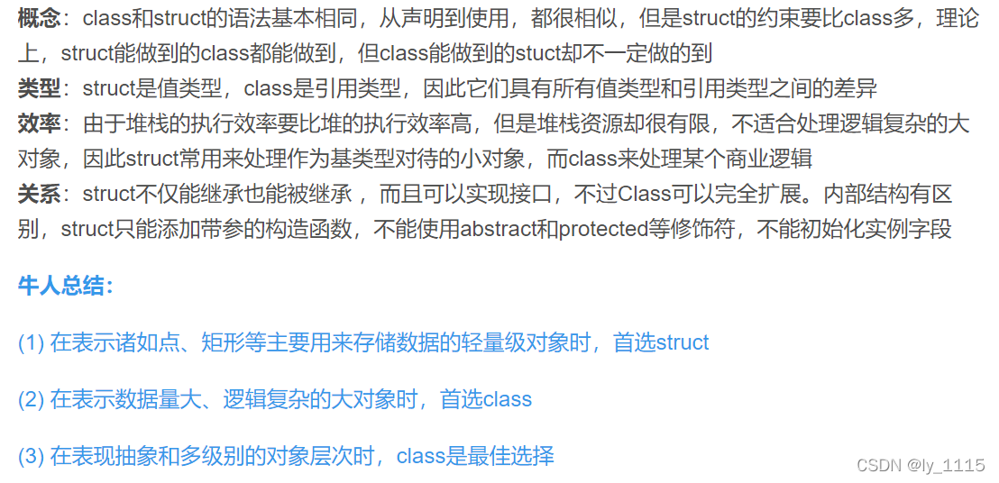 概念：class和struct的语法基本相同，从声明到使用，都很相似，但是struct的约束要比class多，理论
上，struct能做到的class都能做到，但class能做到的stuct却不一定做的到
类型：struct是值类型，class是引用类型，因此它们具有所有值类型和引用类型之间的差异
效率：由于堆栈的执行效率要比堆的执行效率高，但是堆栈资源却很有限，不适合处理逻辑复杂的大
对象，因此struct常用来处理作为基类型对待的小对象，而class来处理某个商业逻辑
关系：struct不仅能继承也能被继承 ，而且可以实现接口，不过Class可以完全扩展。内部结构有区
别，struct只能添加带参的构造函数，不能使用abstract和protected等修饰符，不能初始化实例字段
牛人总结：
(1) 在表示诸如点、矩形等主要用来存储数据的轻量级对象时，首选struct
(2) 在表示数据量大、逻辑复杂的大对象时，首选class
(3) 在表现抽象和多级别的对象层次时，class是最佳选择
CSDN @ly_1115